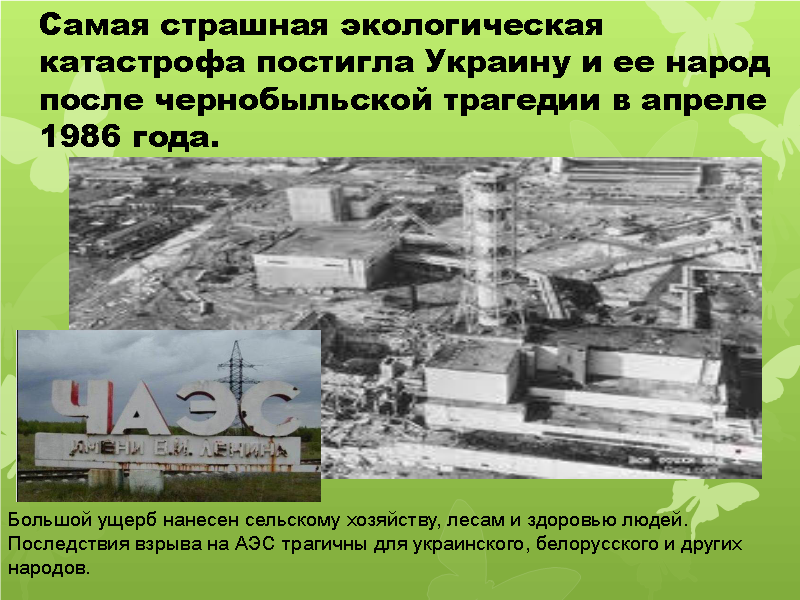 Самая страшная экологическая
катастрофа постигла Украину и ее народ
после чернобыльской трагедии в апреле
1986 года.
ЧАЭС
ИМЕНИ В.И. ЛЕНИНА
Большой ущерб нанесен сельскому хозяйству, лесам и здоровью людей.
Последствия взрыва на АЭС трагичны для украинского, белорусского и других
народов.